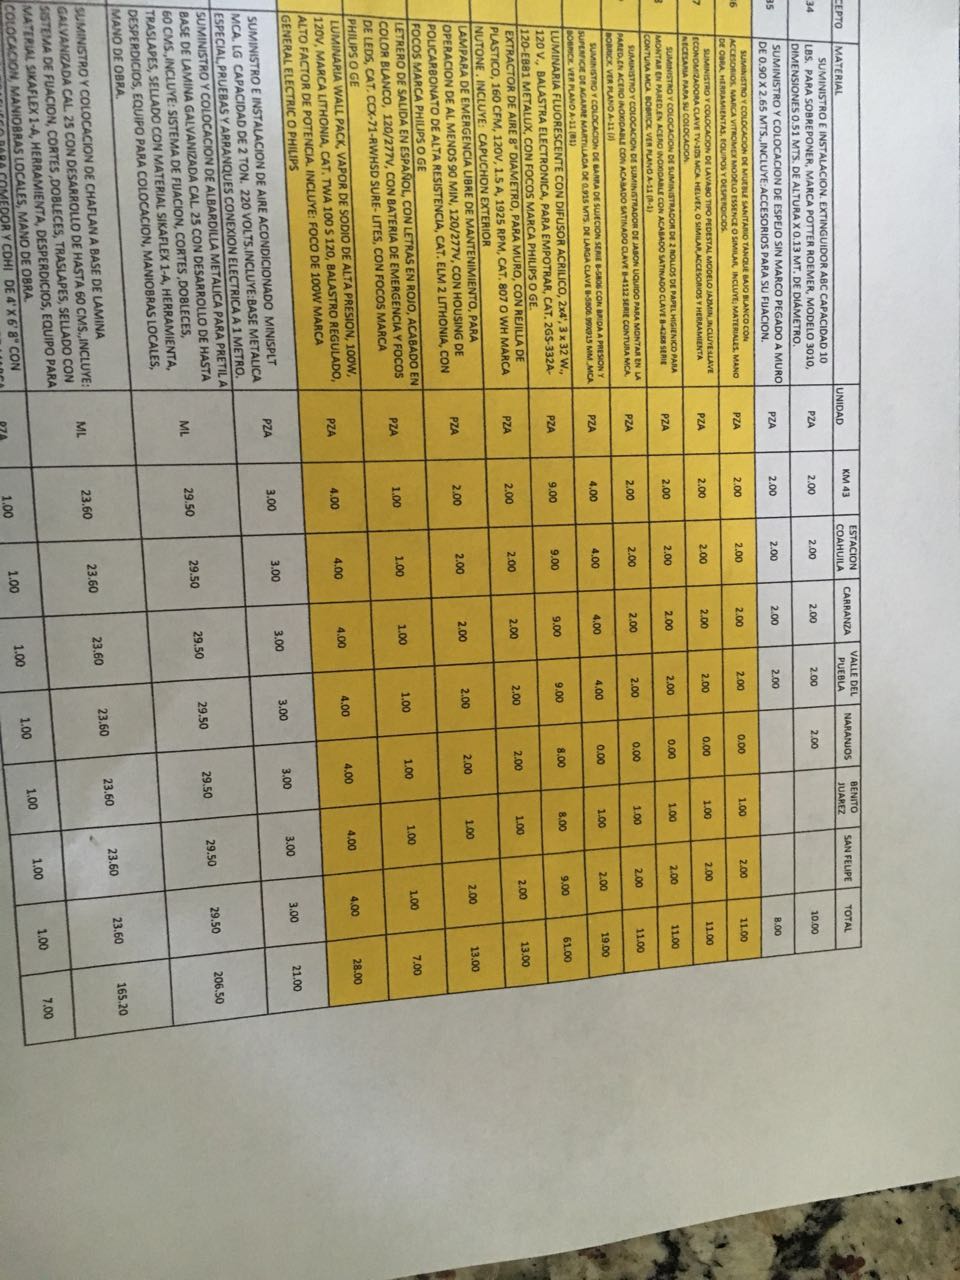 CEPTO MATERIAL UNIDAD KM 43 ESTACION COAHUILA CARRANZA VALLE DEL PUEBLA NARANJOS BENITO JUAREZ SAN FELIPE TOTAL
34 SUMINISTRO E INSTALACION. EXTINGUIDOR ABC CAPACIDAD 10
LBS. PARA SOBREPONER, MARCA POTTER ROEMER, MODELO 3010,
DIMENSIONES 0.51 MTS. DE ALTURA X 0.13 MT. DE DIÁMETRO.
PZA 2.00 2.00 2.00 2.00 2.00 10.00
35 SUMINISTRO Y COLOCACION DE ESPEJO SIN MARCO PEGADO A MURO
DE 0.90 X 2.65 MTS.INCLUYE:ACCESORIOS PARA SU FIJACION.
PZA 2.00 2.00 2.00 2.00 8.00
6 SUMINISTRO Y COLOCACION DE MUEBLE SANITARIO TANQUE BAJO BLANCO CON
ACCESORIOS, MARCA VITROMEX MODELO ESSENCE O SIMILAR. INCLUYE: MATERIALES, MANO
DE OBRA, HERRAMIENTAS. EQUIPOS Y DESPERDICIOS.
PZA 2.00 2.00 2.00 2.00 0.00 1.00 2.00 11.00
7 SUMINISTRO Y COLOCACION DE LAVABO TIPO PEDESTAL MODELO JAZMIN,INCLUYE:LLAVE
ECONOMIZADORA CLAVE TV-105 MCA. HELVEX, O SIMILAR,ACCESORIOS Y HERRAMIENTA
NECESARIA PARA SU COLOCACION.
PZA 2.00 2.00 2.00 2.00 0.00 1.00 2.00 11.00
8 SUMINISTRO Y COLOCACION DE SUMINISTRADOR DE 2 ROLLOS DE PAPEL HIGIENICO PARA
MONTAR EN PARED.EN ACERO INOXIDABLE CON ACABADO SATINADO CLAVE B-4288 SERIE
CONTURA MCA. BOBRICK. VER PLANO A-11 (R-1)
PZA 2.00 2.00 2.00 2.00 0.00 1.00 2.00 11.00
SUMINISTRO Y COLOCACION DE SUMINISTRADOR DE JABON LIQUIDO PARA MONTAR EN LA
PARED.EN ACERO INOXIDABLE CON ACABADO SATINADO CLAVE B-4112 SERIE CONTURA MCA.
BOBRICK. VER PLANO A-11 (J)
PZA 2.00 2.00 2.00 2.00 0.00 1.00 2.00 11.00
SUMINISTRO Y COLOCACION DE BARRA DE SUJECION SERIE B-5806 CON BRIDA A PRESION Y
SUPERFICIE DE AGARRE MARTILLADA DE 0.915 MTS DE LARGA CLAVE B-5806.99X915 MM.,MCA
BOBRICK. VER PLANO A-11 (B1)
PZA 4.00 4.00 4.00 4.00 0.00 1.00 2.00 19.00
LUMINARIA FLUORESCENTE CON DIFUSOR ACRILICO, 2x4', 3 x 32 W.,
120 V., BALASTRA ELECTRONICA, PARA EMPOTRAR, CAT. 2GS-332A-
120-EBB1 METALUX, CON FOCOS MARCA PHILIPS O GE.
PZA 9.00 9.00 9.00 9.00 8.00 8.00 9.00 61.00
EXTRACTOR DE AIRE 8" DIAMETRO, PARA MURO, CON REJILLA DE
PLASTICO, 160 CFM, 120V, 1.5 A, 1925 RPM, CAT. 807 O WH MARCA
NUTONE . INCLUYE: CAPUCHON EXTERIOR
PZA 2.00 2.00 2.00 2.00 2.00 1.00 2.00 13.00
LAMPARA DE EMERGENCIA LIBRE DE MANTENIMIENTO, PARA
OPERACION DE AL MENOS 90 MIN, 120/277V, CON HOUSING DE
POLICARBONATO DE ALTA RESISTENCIA, CAT. ELM 2 LITHONIA, CON
FOCOS MARCA PHILIPS O GE
PZA 2.00 2.00 2.00 2.00 2.00 1.00 2.00 13.00
LETRERO DE SALIDA EN ESPAÑOL, CON LETRAS EN ROJO, ACABADO EN
COLOR BLANCO, 120/277V, CON BATERIA DE EMERGENCIA Y FOCOS
DE LEDS, CAT. CCX-71-RWHSD SURE- LITES, CON FOCOS MARCA
PHILIPS O GE
PZA 1.00 1.00 1.00 1.00 1.00 1.00 1.00 7.00
LUMINARIA WALL PACK, VAPOR DE SODIO DE ALTA PRESION, 100W,
120V, MARCA LITHONIA, CAT. TWA 100 S 120, BALASTRO REGULADO,
ALTO FACTOR DE POTENCIA. INCLUYE: FOCO DE 100W MARCA
GENERAL ELECTRIC O PHILIPS
PZA 4.00 4.00 4.00 4.00 4.00 4.00 4.00 28.00
SUMINISTRO E INSTALACION DE AIRE ACONDICIONADO MINISPLT
MCA. LG CAPACIDAD DE 2 TON. 220 VOLTS.INCLUYE:BASE METALICA
ESPECIAL,PRUEBAS Y ARRANQUES CONEXION ELECTRICA A 1 METRO.
PZA 3.00 3.00 3.00 3.00 3.00 3.00 3.00 21.00
SUMINISTRO Y COLOCACION DE ALBARDILLA METALICA PARA PRETIL A
BASE DE LAMINA GALVANIZADA CAL. 25 CON DESARROLLO DE HASTA
60 CMS.,INCLUYE: SISTEMA DE FIJACION, CORTES ,DOBLECES,
TRASLAPES, SELLADO CON MATERIAL SIKAFLEX 1-A, HERRAMIENTA,
DESPERDICIOS, EQUIPO PARA COLOCACION, MANIOBRAS LOCALES,
MANO DE OBRA.
ML 29.50 29.50 29.50 29.50 29.50 29.50 29.50 206.50
SUMINISTRO Y COLOCACION DE CHAFLAN A BASE DE LAMINA
GALVANIZADA CAL. 25 CON DESARROLLO DE HASTA 60 CMS.,INCLUYE:
SISTEMA DE FIJACION, CORTES ,DOBLECES, TRASLAPES, SELLADO CON
MATERIAL SIKAFLEX 1-A, HERRAMIENTA, DESPERDICIOS, EQUIPO PARA
COLOCACION, MANIOBRAS LOCALES, MANO DE OBRA.
ML 23.60 23.60 23.60 23.60 23.60 23.60 23.60 165.20
COMEDOR Y COHI DE 4' X 6' 8" CON
PZA 1.00 1.00 1.00 1.00 1.00 1.00 1.00 7.00